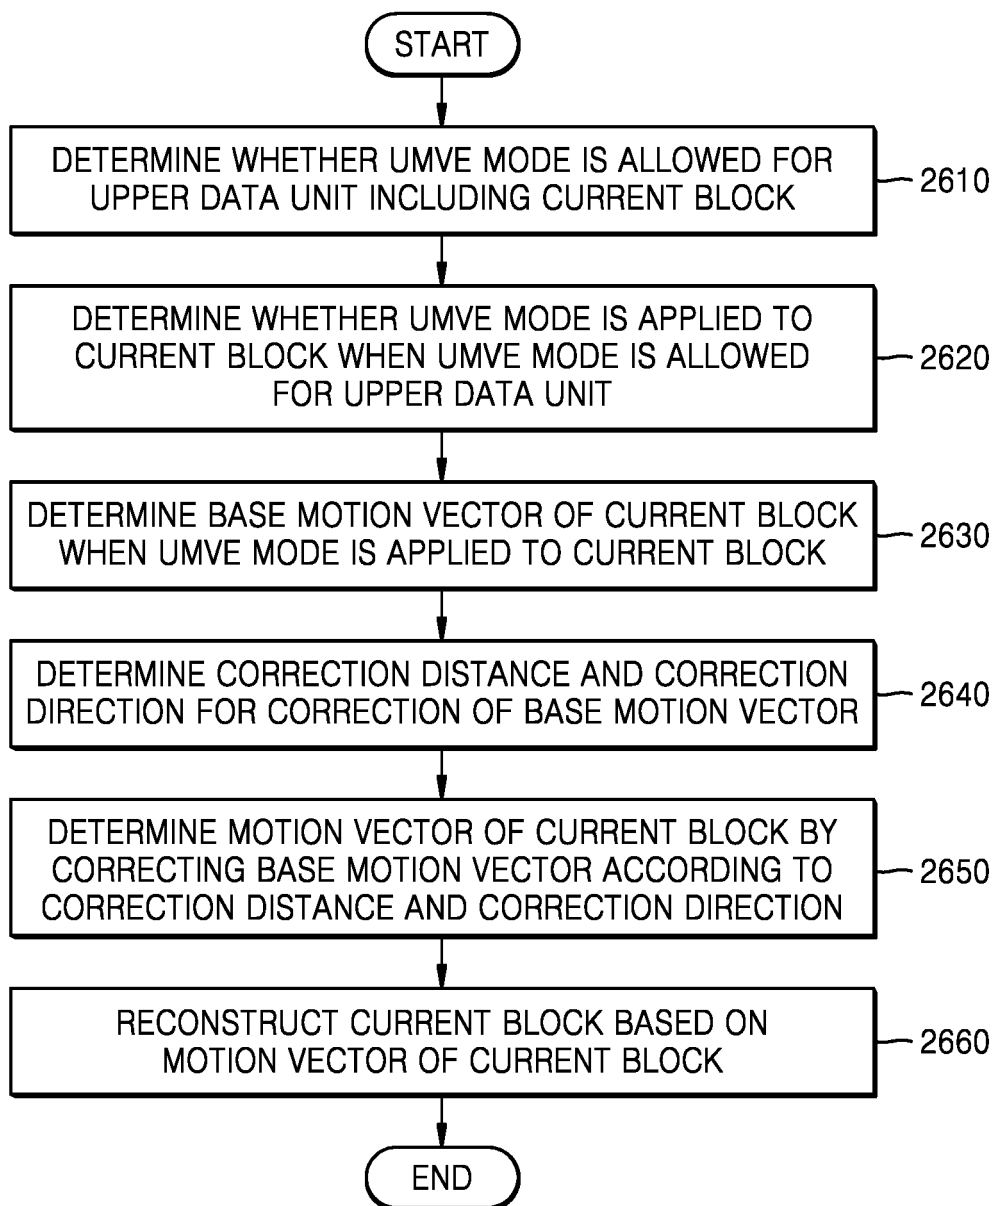 START
DETERMINE WHETHER UMVE MODE IS ALLOWED FOR
UPPER DATA UNIT INCLUDING CURRENT BLOCK
2610
DETERMINE WHETHER UMVE MODE IS APPLIED TO
CURRENT BLOCK WHEN UMVE MODE IS ALLOWED
FOR UPPER DATA UNIT
2620
DETERMINE BASE MOTION VECTOR OF CURRENT BLOCK
WHEN UMVE MODE IS APPLIED TO CURRENT BLOCK
2630
DETERMINE CORRECTION DISTANCE AND CORRECTION
DIRECTION FOR CORRECTION OF BASE MOTION VECTOR
2640
DETERMINE MOTION VECTOR OF CURRENT BLOCK BY
CORRECTING BASE MOTION VECTOR ACCORDING TO
CORRECTION DISTANCE AND CORRECTION DIRECTION
2650
RECONSTRUCT CURRENT BLOCK BASED ON
MOTION VECTOR OF CURRENT BLOCK
2660
END